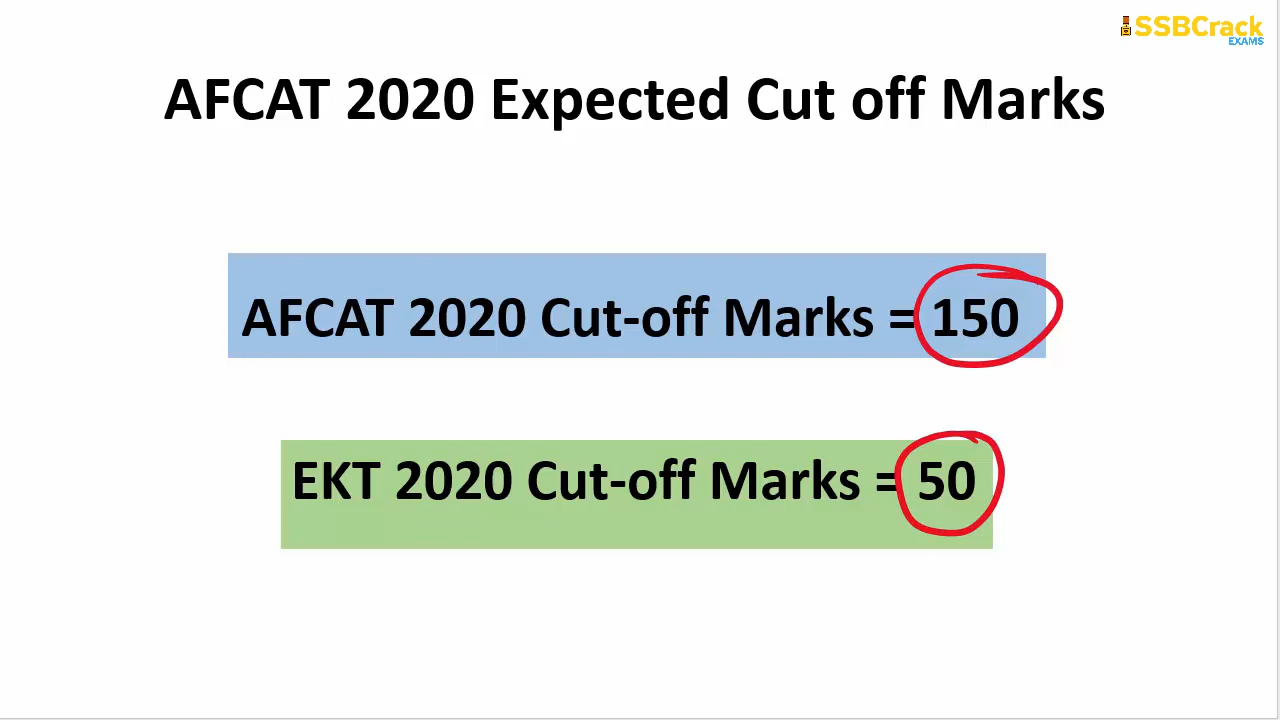 SSBCrack
EXAMS
AFCAT 2020 Expected Cut off Marks
AFCAT 2020 Cut-off Marks = 150
EKT 2020 Cut-off Marks = 50